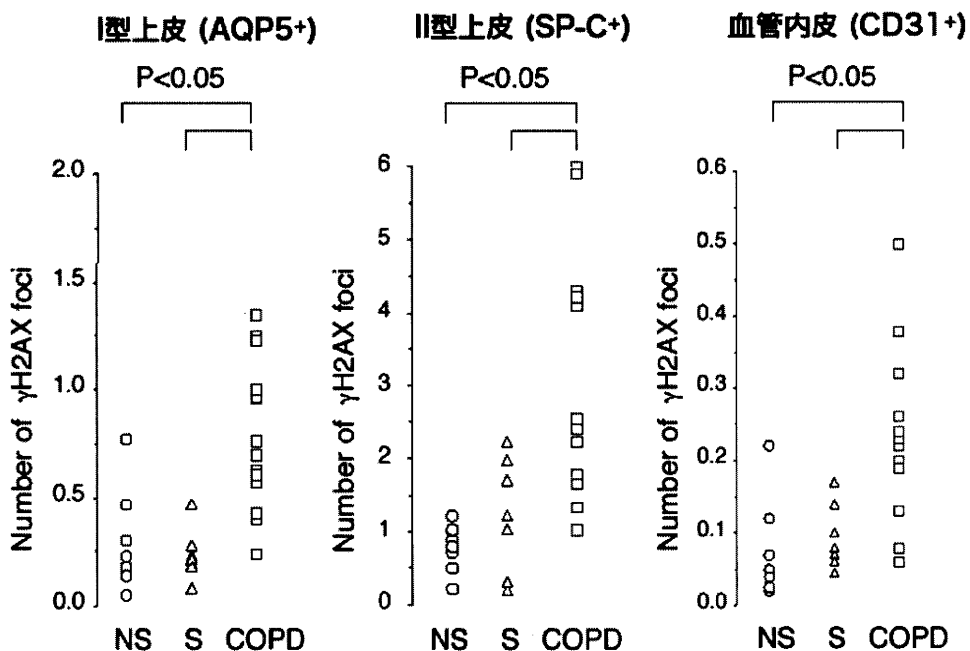 I型上皮 (AQP5+)
P<0.05
Number of γH2AX foci
2.0
1.5
1.0
0.5
0.0
NS S COPD
II型上皮 (SP-C+)
P<0.05
Number of γH2AX foci
6
5
4
3
2
1
0
NS S COPD
血管内皮 (CD31+)
P<0.05
Number of γH2AX foci
0.6
0.5
0.4
0.3
0.2
0.1
0.0
NS S COPD